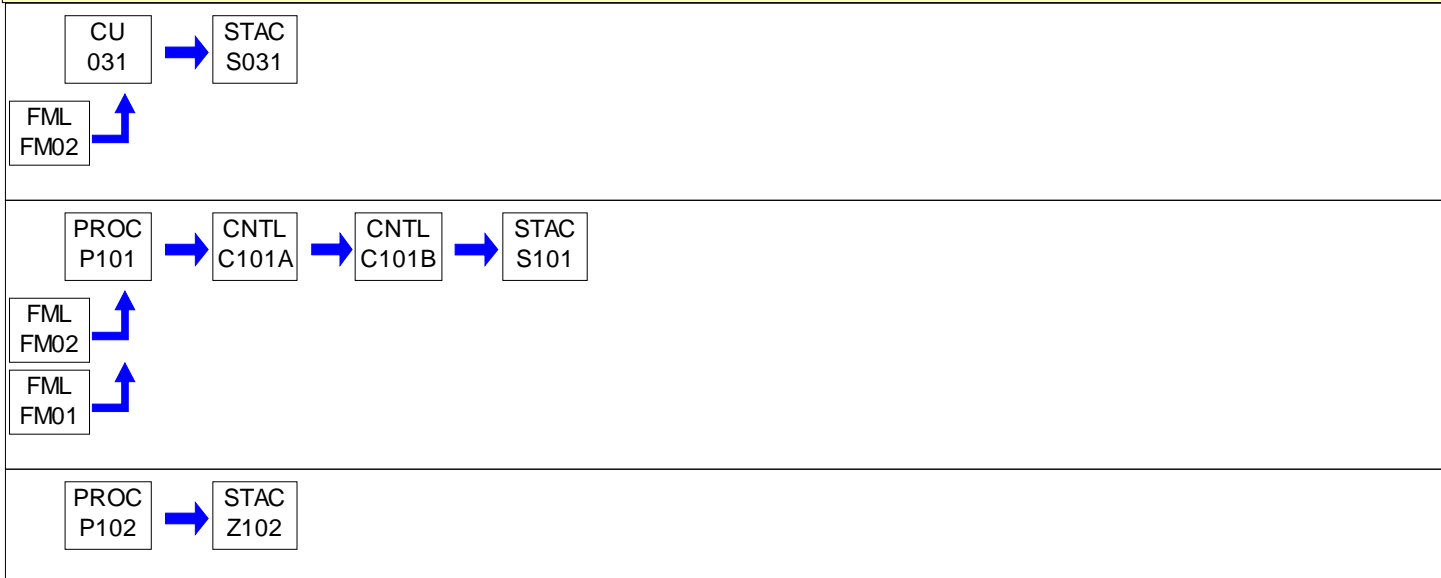 CU
031
STAC
S031
FML
FM02
PROC
P101
CNTL
C101A
CNTL
C101B
STAC
S101
FML
FM02
FML
FM01
PROC
P102
STAC
Z102